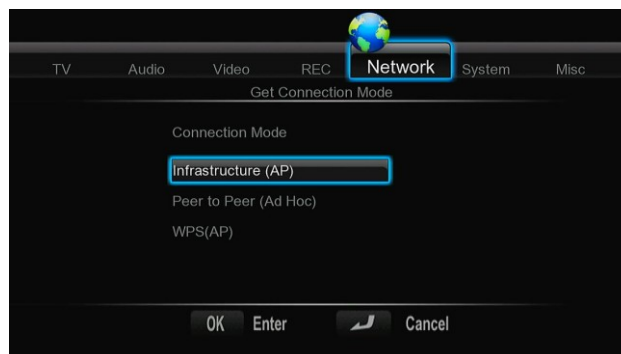 TV Audio Video REC Network System Misc
Get Connection Mode
Connection Mode
Infrastructure (AP)
Peer to Peer (Ad Hoc)
WPS(AP)
OK Enter Cancel